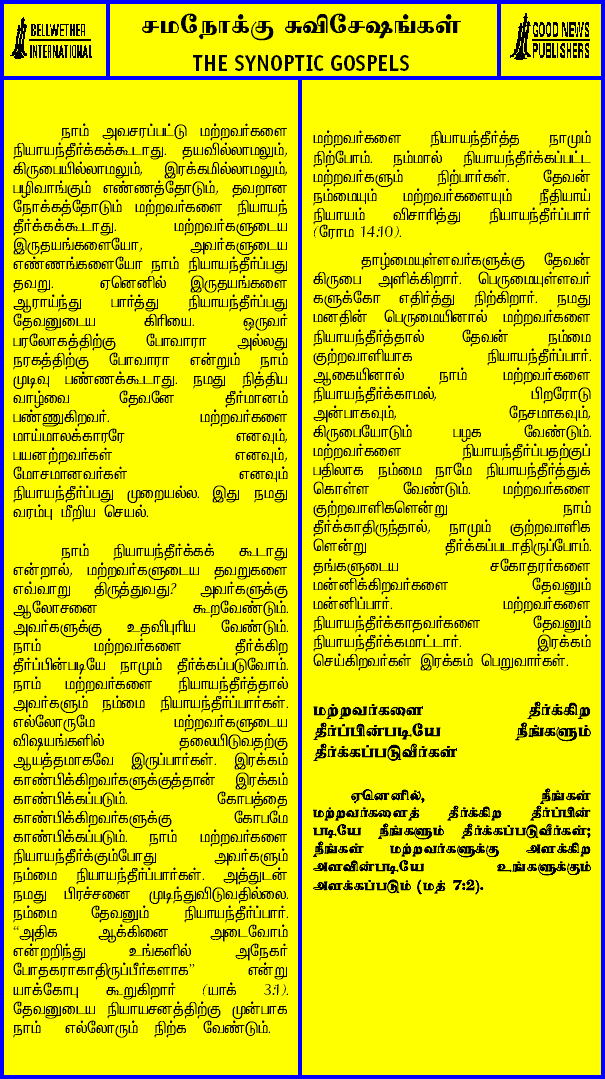 BELLWETHER
INTERNATIONAL
சமநோக்கு சுவிசேஷங்கள்
THE SYNOPTIC GOSPELS
GOOD NEWS
PUBLISHERS
நாம் அவசரப்பட்டு மற்றவர்களை
நியாயந்தீர்க்கக்கூடாது. தயவில்லாமலும்,
கிருபையில்லாமலும், இரக்கமில்லாமலும்,
பழிவாங்கும் எண்ணத்தோடும், தவறான
நோக்கத்தோடும் மற்றவர்களை நியாயந்
தீர்க்கக்கூடாது. மற்றவர்களுடைய
இருதயங்களையோ, அவர்களுடைய
எண்ணங்களையோ நாம் நியாயந்தீர்ப்பது
தவறு. ஏனெனில் இருதயங்களை
ஆராய்ந்து பார்த்து நியாயந்தீர்ப்பது
தேவனுடைய கிரியை. ஒருவர்
பரலோகத்திற்கு போவாரா அல்லது
நரகத்திற்கு போவாரா என்றும் நாம்
முடிவு பண்ணக்கூடாது. நமது நித்திய
வாழ்வை தேவனே தீர்மானம்
பண்ணுகிறவர். மற்றவர்களை
மாய்மாலக்காரரே எனவும்,
பயனற்றவர்கள் எனவும்,
மோசமானவர்கள் எனவும்
நியாயந்தீர்ப்பது முறையல்ல. இது நமது
வரம்பு மீறிய செயல்.
நாம் நியாயந்தீர்க்கக் கூடாது
என்றால், மற்றவர்களுடைய தவறுகளை
எவ்வாறு திருத்துவது? அவர்களுக்கு
ஆலோசனை கூறவேண்டும்.
அவர்களுக்கு உதவிபுரிய வேண்டும்.
நாம் மற்றவர்களை தீர்க்கிற
தீர்ப்பின்படியே நாமும் தீர்க்கப்படுவோம்.
நாம் மற்றவர்களை நியாயந்தீர்த்தால்
அவர்களும் நம்மை நியாயந்தீர்ப்பார்கள்.
எல்லோருமே மற்றவர்களுடைய
விஷயங்களில் தலையிடுவதற்கு
ஆயத்தமாகவே இருப்பார்கள். இரக்கம்
காண்பிக்கிறவர்களுக்குத்தான் இரக்கம்
காண்பிக்கப்படும். கோபத்தை
காண்பிக்கிறவர்களுக்கு கோபமே
காண்பிக்கப்படும். நாம் மற்றவர்களை
நியாயந்தீர்க்கும்போது அவர்களும்
நம்மை நியாயந்தீர்ப்பார்கள். அத்துடன்
நமது பிரச்சனை முடிந்துவிடுவதில்லை.
நம்மை தேவனும் நியாயந்தீர்ப்பார்.
“அதிக ஆக்கினை அடைவோம்
என்றறிந்து உங்களில் அநேகர்
போதகராகாதிருப்பீர்களாக” என்று
யாக்கோபு கூறுகிறார் (யாக் 3:1).
தேவனுடைய நியாயசனத்திற்கு முன்பாக
நாம் எல்லோரும் நிற்க வேண்டும்.
மற்றவர்களை நியாயந்தீர்த்த நாமும்
நிற்போம். நம்மால் நியாயந்தீர்க்கப்பட்ட
மற்றவர்களும் நிற்பார்கள். தேவன்
நம்மையும் மற்றவர்களையும் நீதியாய்
நியாயம் விசாரித்து நியாயந்தீர்ப்பார்
(ரோம 14:10).
தாழ்மையுள்ளவர்களுக்கு தேவன்
கிருபை அளிக்கிறார். பெருமையுள்ளவர்
களுக்கோ எதிர்த்து நிற்கிறார். நமது
மனதின் பெருமையினால் மற்றவர்களை
நியாயந்தீர்த்தால் தேவன் நம்மை
குற்றவாளியாக நியாயந்தீர்ப்பார்.
ஆகையினால் நாம் மற்றவர்களை
நியாயந்தீர்க்காமல், பிறரோடு
அன்பாகவும், நேசமாகவும்,
கிருபையோடும் பழக வேண்டும்.
மற்றவர்களை நியாயந்தீர்ப்பதற்குப்
பதிலாக நம்மை நாமே நியாயந்தீர்த்துக்
கொள்ள வேண்டும். மற்றவர்களை
குற்றவாளிகளென்று நாம்
தீர்க்காதிருந்தால், நாமும் குற்றவாளிக
ளென்று தீர்க்கப்படாதிருப்போம்.
தங்களுடைய சகோதரர்களை
மன்னிக்கிறவர்களை தேவனும்
மன்னிப்பார். மற்றவர்களை
நியாயந்தீர்க்காதவர்களை தேவனும்
நியாயந்தீர்க்கமாட்டார். இரக்கம்
செய்கிறவர்கள் இரக்கம் பெறுவார்கள்.
மற்றவர்களை தீர்க்கிற
தீர்ப்பின்படியே நீங்களும்
தீர்க்கப்படுவீர்கள்
ஏனெனில், நீங்கள்
மற்றவர்களைத் தீர்க்கிற தீர்ப்பின்
படியே நீங்களும் தீர்க்கப்படுவீர்கள்;
நீங்கள் மற்றவர்களுக்கு அளக்கிற
அளவின்படியே உங்களுக்கும்
அளக்கப்படும் (மத் 7:2).